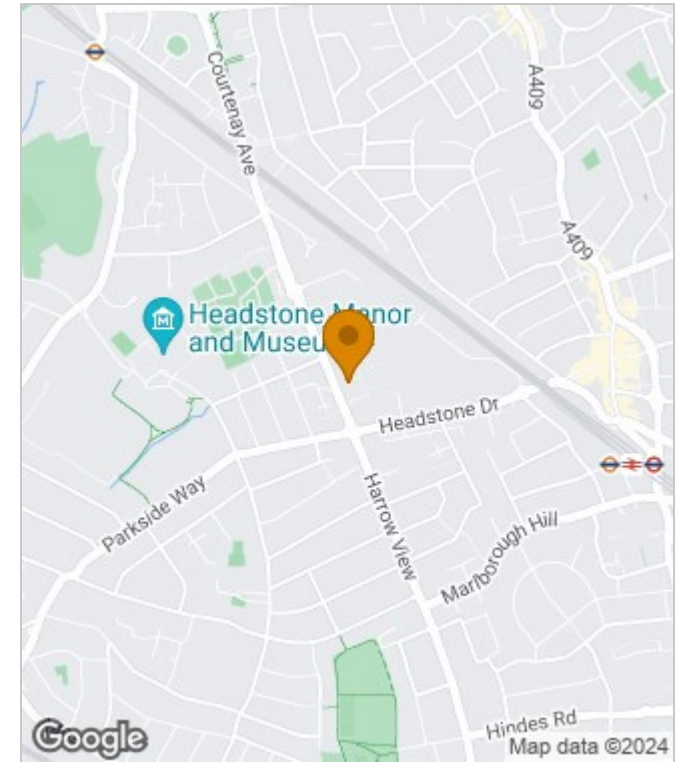 Courtenay Ave
A409
A409
Headstone Manor
and Museu
M
Headstone Dr
Parkside Way
Harrow View
Marlborough Hill
Hindes Rd
Google
Map data ©2024